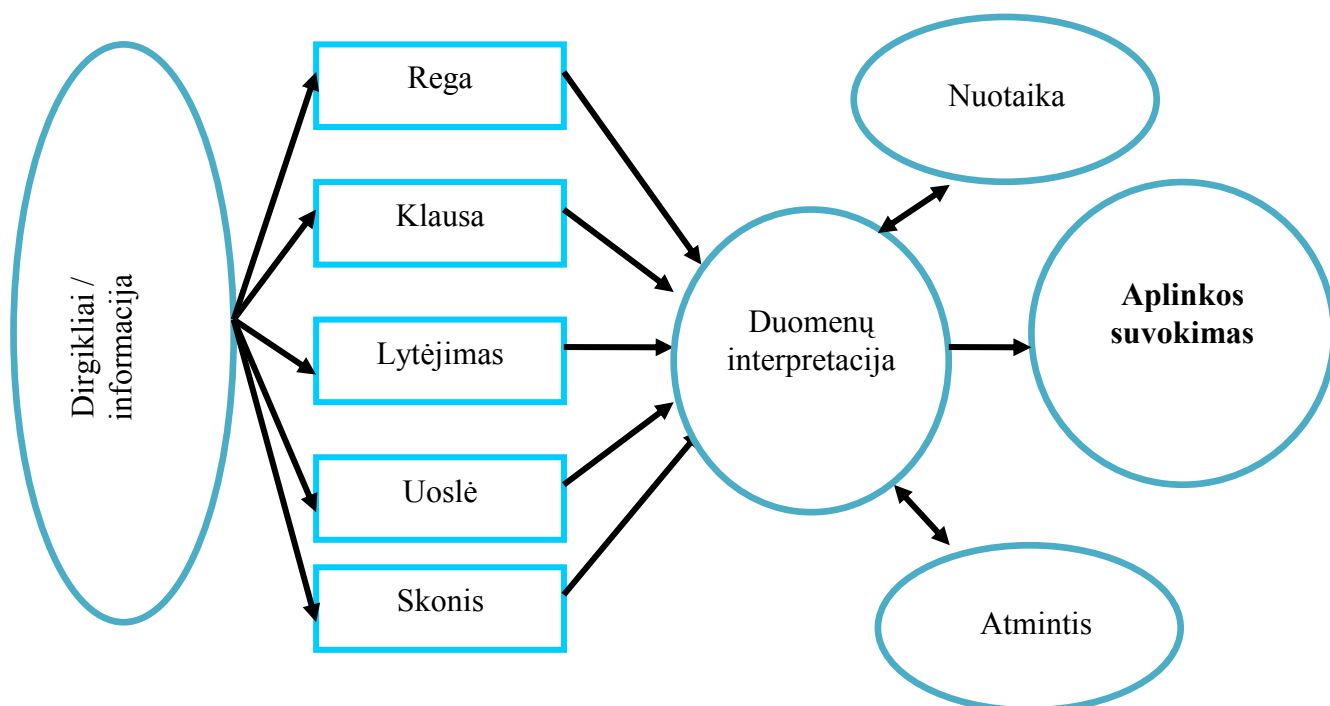 Dirgikliai /
informacija
Rega
Klausa
Lytėjimas
Uoslė
Skonis
Duomenų
interpretacija
Nuotaika
Aplinkos
suvokimas
Atmintis